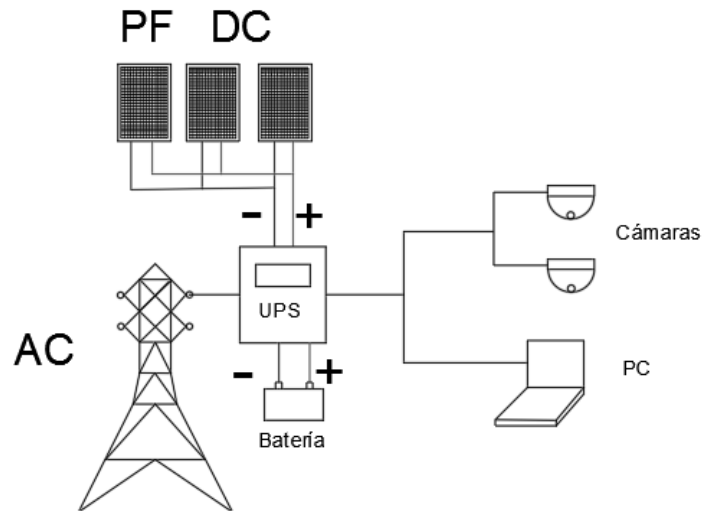 PF DC
- +
Cámaras
UPS
AC
- +
PC
Batería